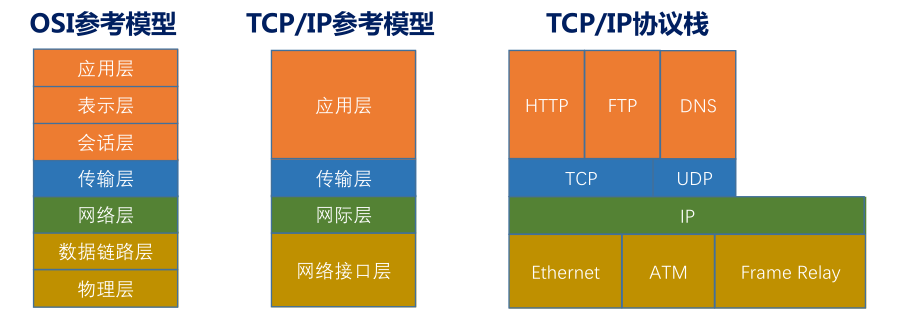 OSI参考模型
应用层
表示层
会话层
传输层
网络层
数据链路层
物理层
TCP/IP参考模型
应用层
传输层
网际层
网络接口层
TCP/IP协议栈
HTTP FTP DNS
TCP UDP
IP
Ethernet ATM Frame Relay